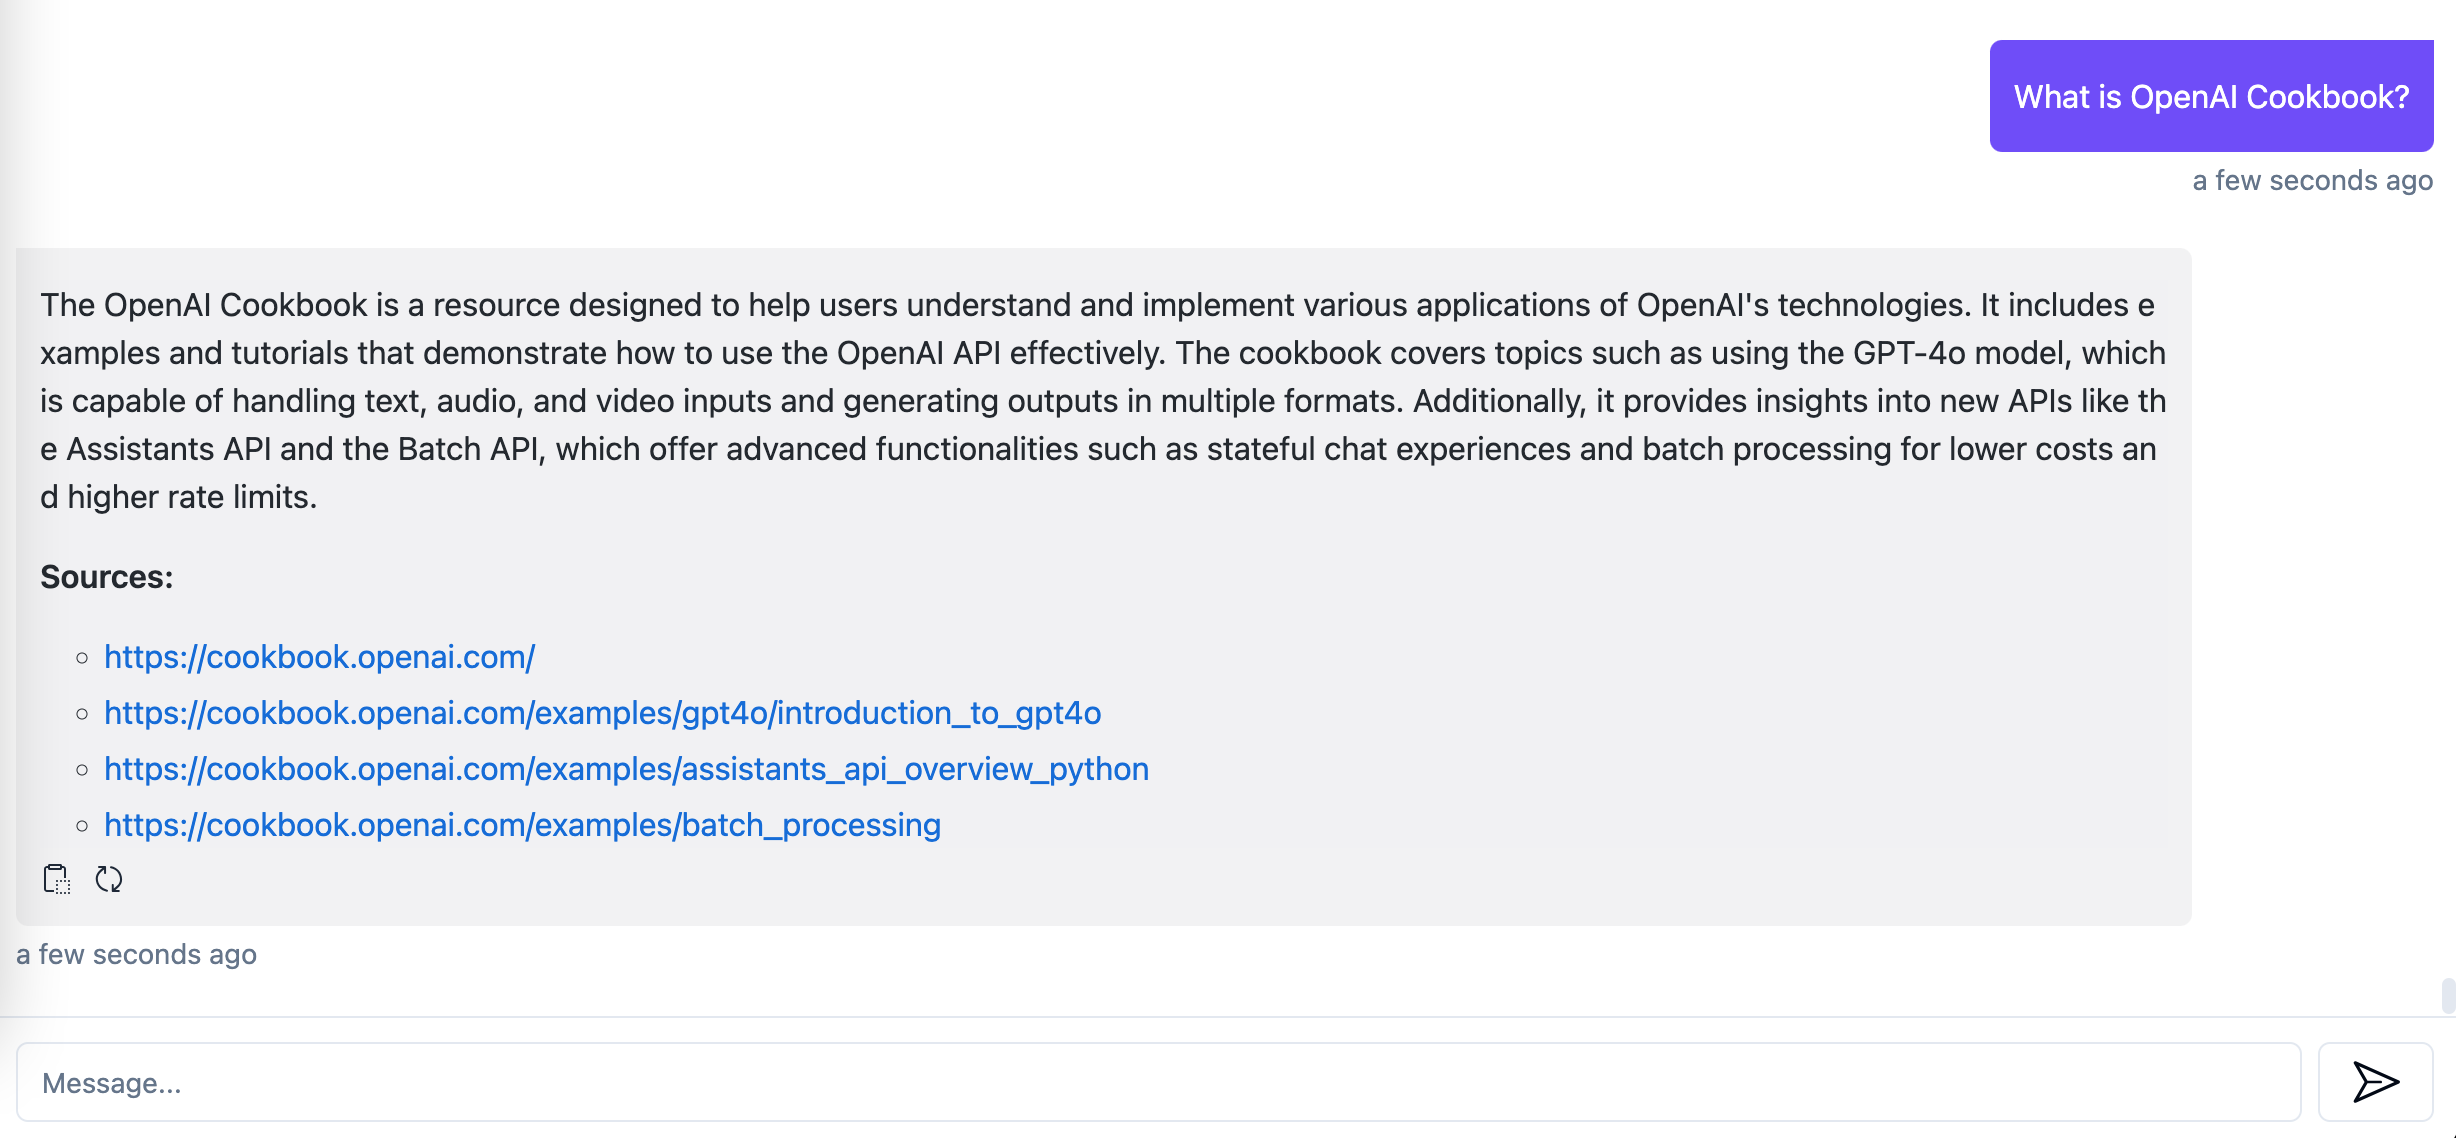 What is OpenAI Cookbook?
a few seconds ago
The OpenAI Cookbook is a resource designed to help users understand and implement various applications of OpenAI's technologies. It includes e
xamples and tutorials that demonstrate how to use the OpenAI API effectively. The cookbook covers topics such as using the GPT-4o model, which
is capable of handling text, audio, and video inputs and generating outputs in multiple formats. Additionally, it provides insights into new APIs like th
e Assistants API and the Batch API, which offer advanced functionalities such as stateful chat experiences and batch processing for lower costs an
d higher rate limits.
Sources:
https://cookbook.openai.com/
https://cookbook.openai.com/examples/gpt4o/introduction_to_gpt4o
https://cookbook.openai.com/examples/assistants_api_overview_python
https://cookbook.openai.com/examples/batch_processing
a few seconds ago
Message...